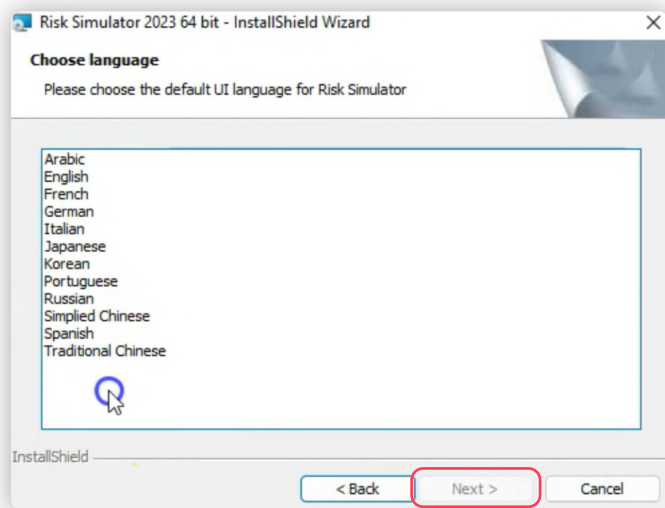 Risk Simulator 2023 64 bit - InstallShield Wizard
Choose language
Please choose the default UI language for Risk Simulator
Arabic
English
French
German
Italian
Japanese
Korean
Portuguese
Russian
Simplied Chinese
Spanish
Traditional Chinese
InstallShield
< Back
Next >
Cancel